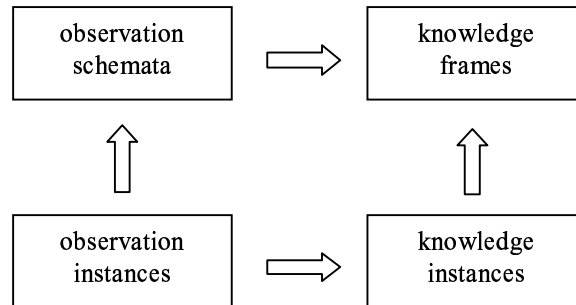 observation
schemata
knowledge
frames
observation
instances
knowledge
instances